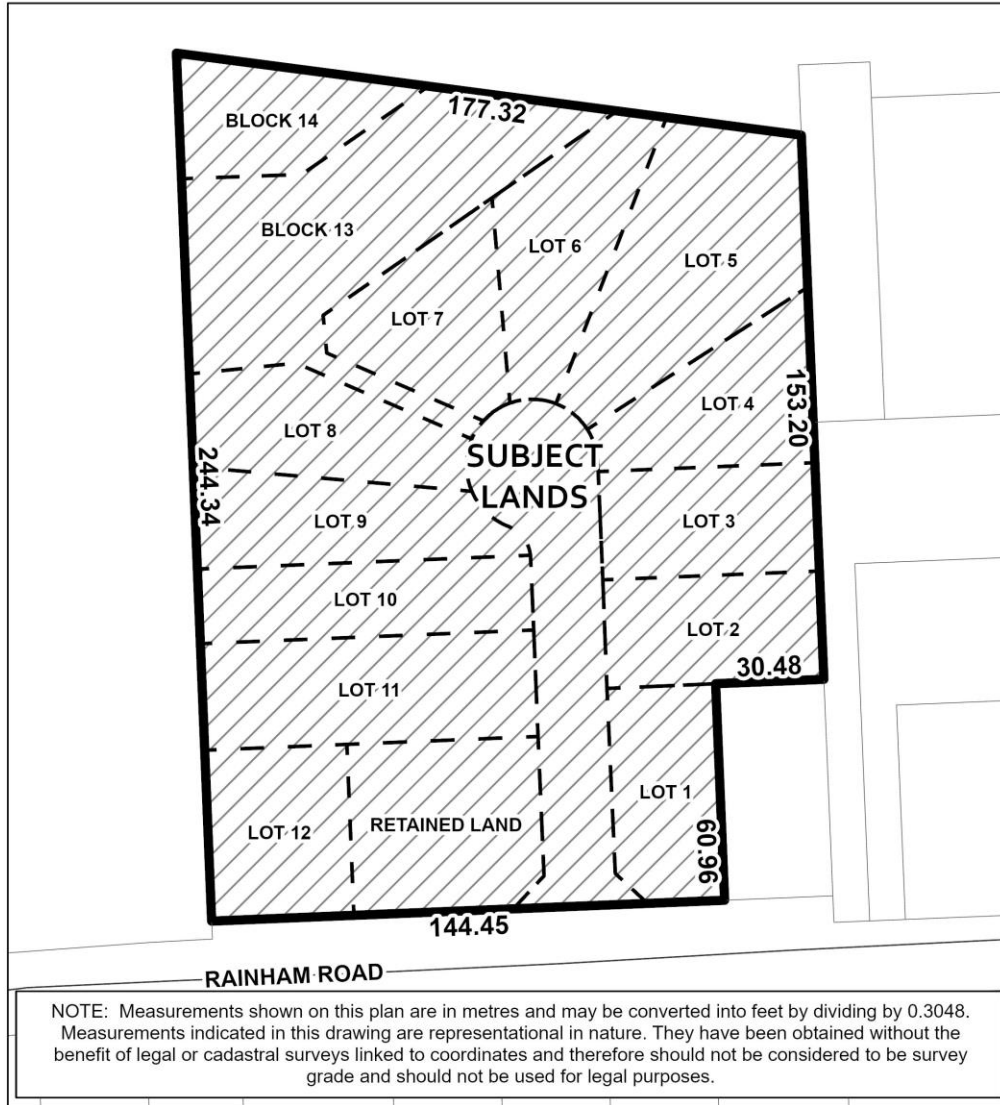 177.32
BLOCK 14
BLOCK 13
LOT 6
LOT 5
LOT 7
LOT 4
153.20
LOT 8
SUBJECT
LANDS
244.34
LOT 9
LOT 3
LOT 10
LOT 2
30.48
LOT 11
LOT 1
60.96
LOT 12
RETAINED LAND
144.45
RAINHAM ROAD
NOTE: Measurements shown on this plan are in metres and may be converted into feet by dividing by 0.3048.
Measurements indicated in this drawing are representational in nature. They have been obtained without the
benefit of legal or cadastral surveys linked to coordinates and therefore should not be considered to be survey
grade and should not be used for legal purposes.